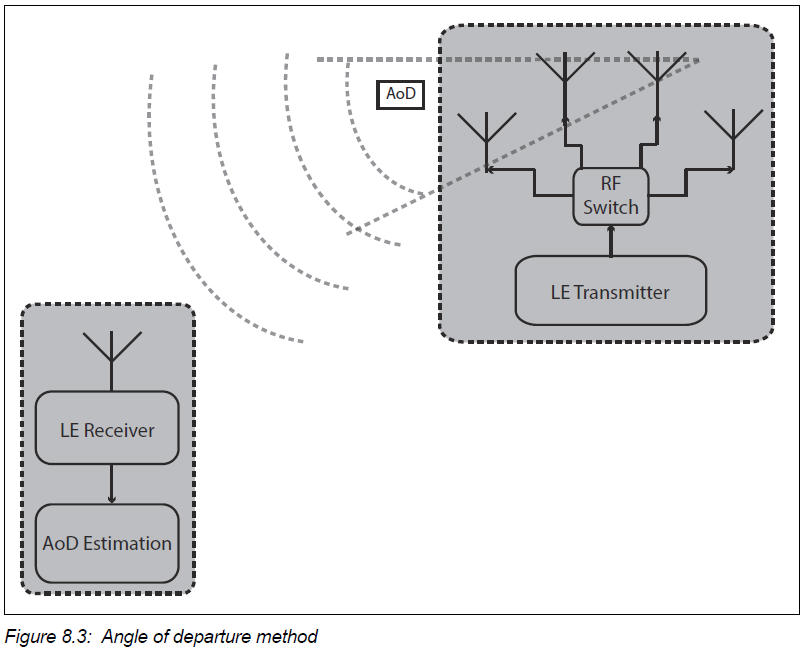 AoD
RF
Switch
LE Transmitter
LE Receiver
AoD Estimation
Figure 8.3: Angle of departure method